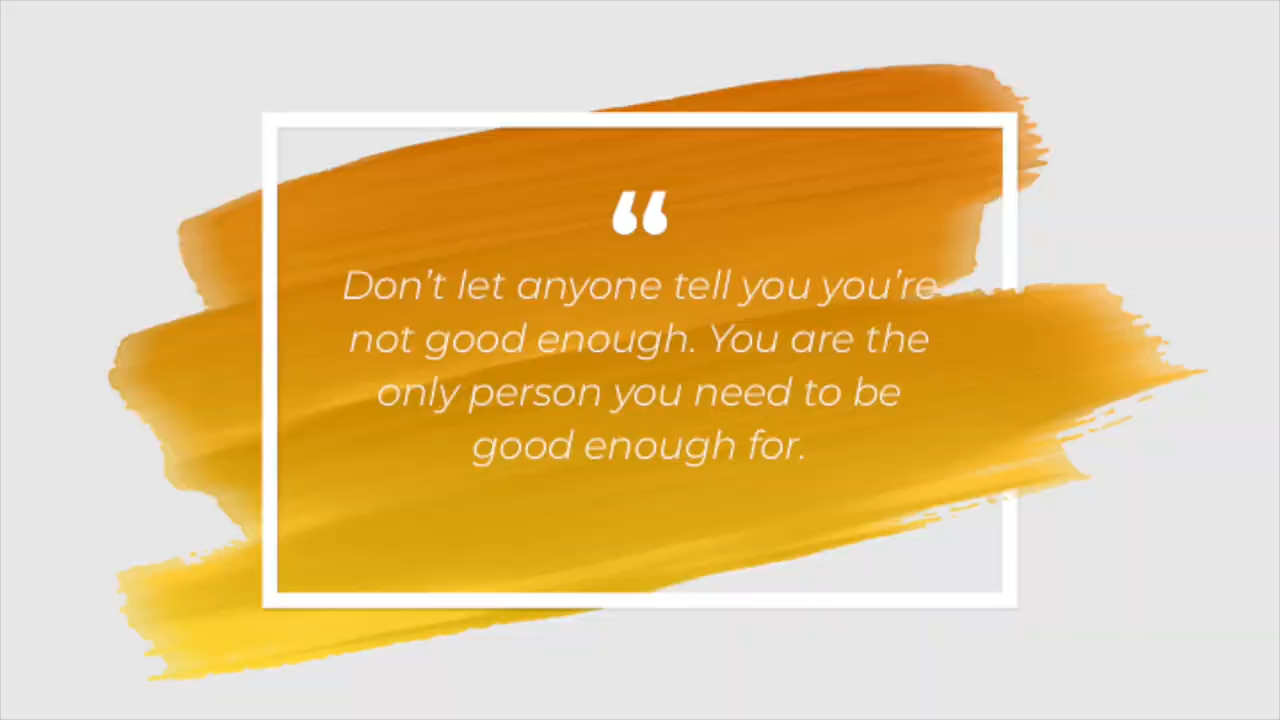 “
Don’t let anyone tell you you’re
not good enough. You are the
only person you need to be
good enough for.